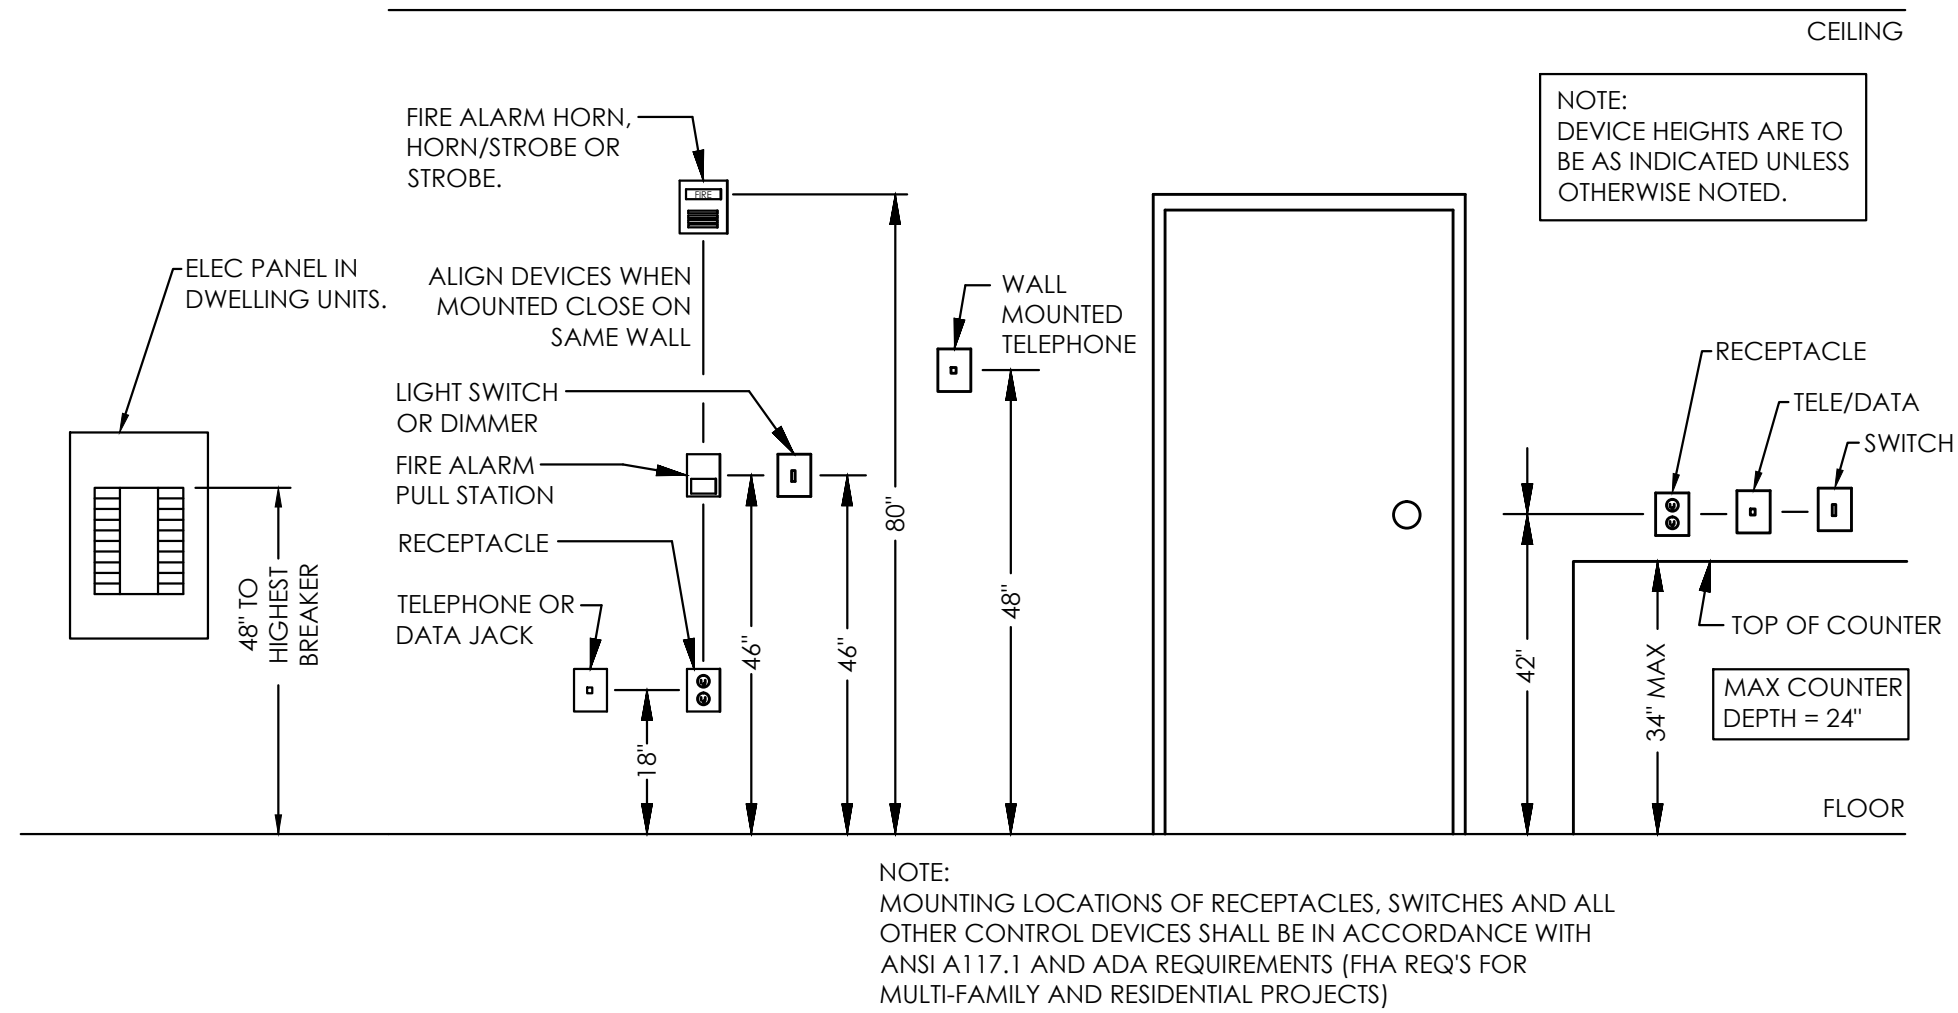 CEILING
NOTE:
DEVICE HEIGHTS ARE TO
BE AS INDICATED UNLESS
OTHERWISE NOTED.
FIRE ALARM HORN,
HORN/STROBE OR
STROBE.
FIRE
ELEC PANEL IN
DWELLING UNITS.
ALIGN DEVICES WHEN
MOUNTED CLOSE ON
SAME WALL
WALL
MOUNTED
TELEPHONE
LIGHT SWITCH
OR DIMMER
FIRE ALARM
PULL STATION
RECEPTACLE
TELEPHONE OR
DATA JACK
48" TO
HIGHEST
BREAKER
18"
46"
46"
80"
48"
RECEPTACLE
TELE/DATA
SWITCH
42"
34" MAX
TOP OF COUNTER
MAX COUNTER
DEPTH = 24"
FLOOR
NOTE:
MOUNTING LOCATIONS OF RECEPTACLES, SWITCHES AND ALL
OTHER CONTROL DEVICES SHALL BE IN ACCORDANCE WITH
ANSI A117.1 AND ADA REQUIREMENTS (FHA REQ'S FOR
MULTI-FAMILY AND RESIDENTIAL PROJECTS)